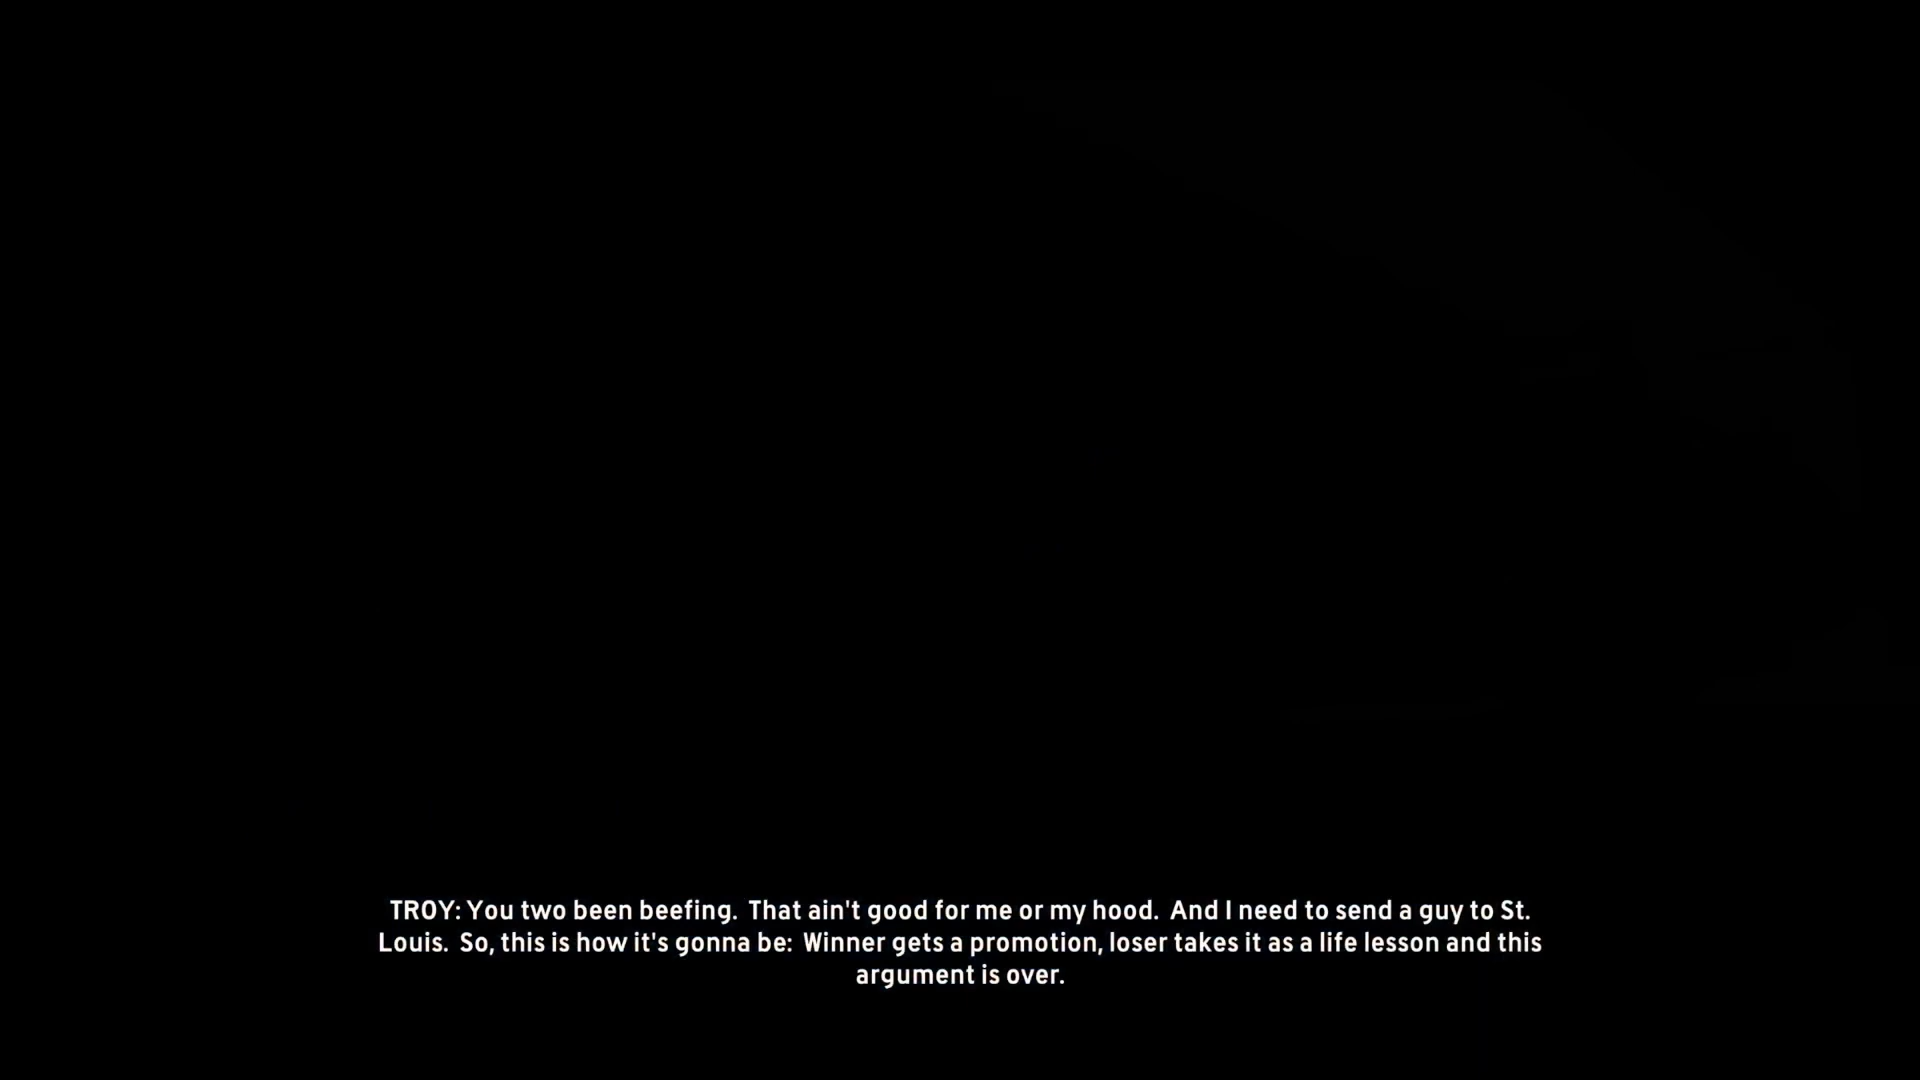 TROY: You two been beefing.  That ain't good for me or my hood.  And I need to send a guy to St.
Louis.  So, this is how it's gonna be:  Winner gets a promotion, loser takes it as a life lesson and this
argument is over.